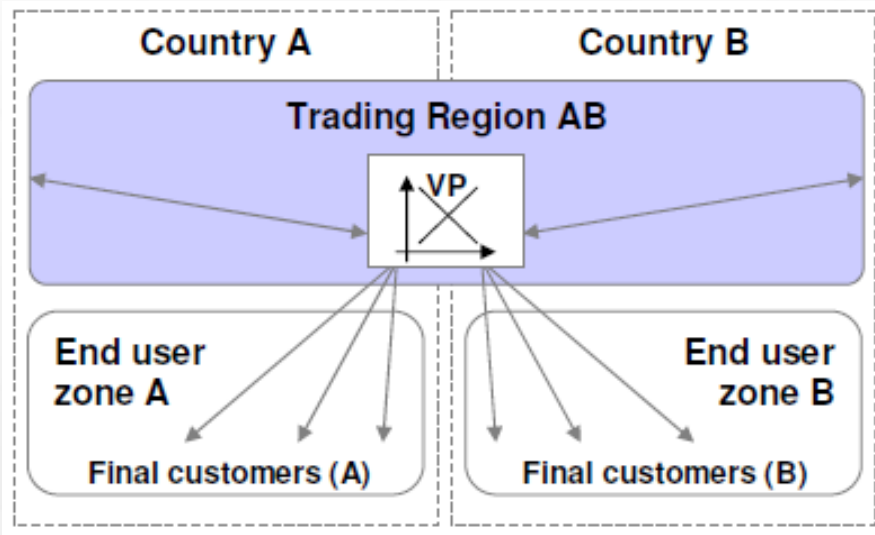 Country A
Country B
Trading Region AB
VP
End user
zone A
End user
zone B
Final customers (A)
Final customers (B)